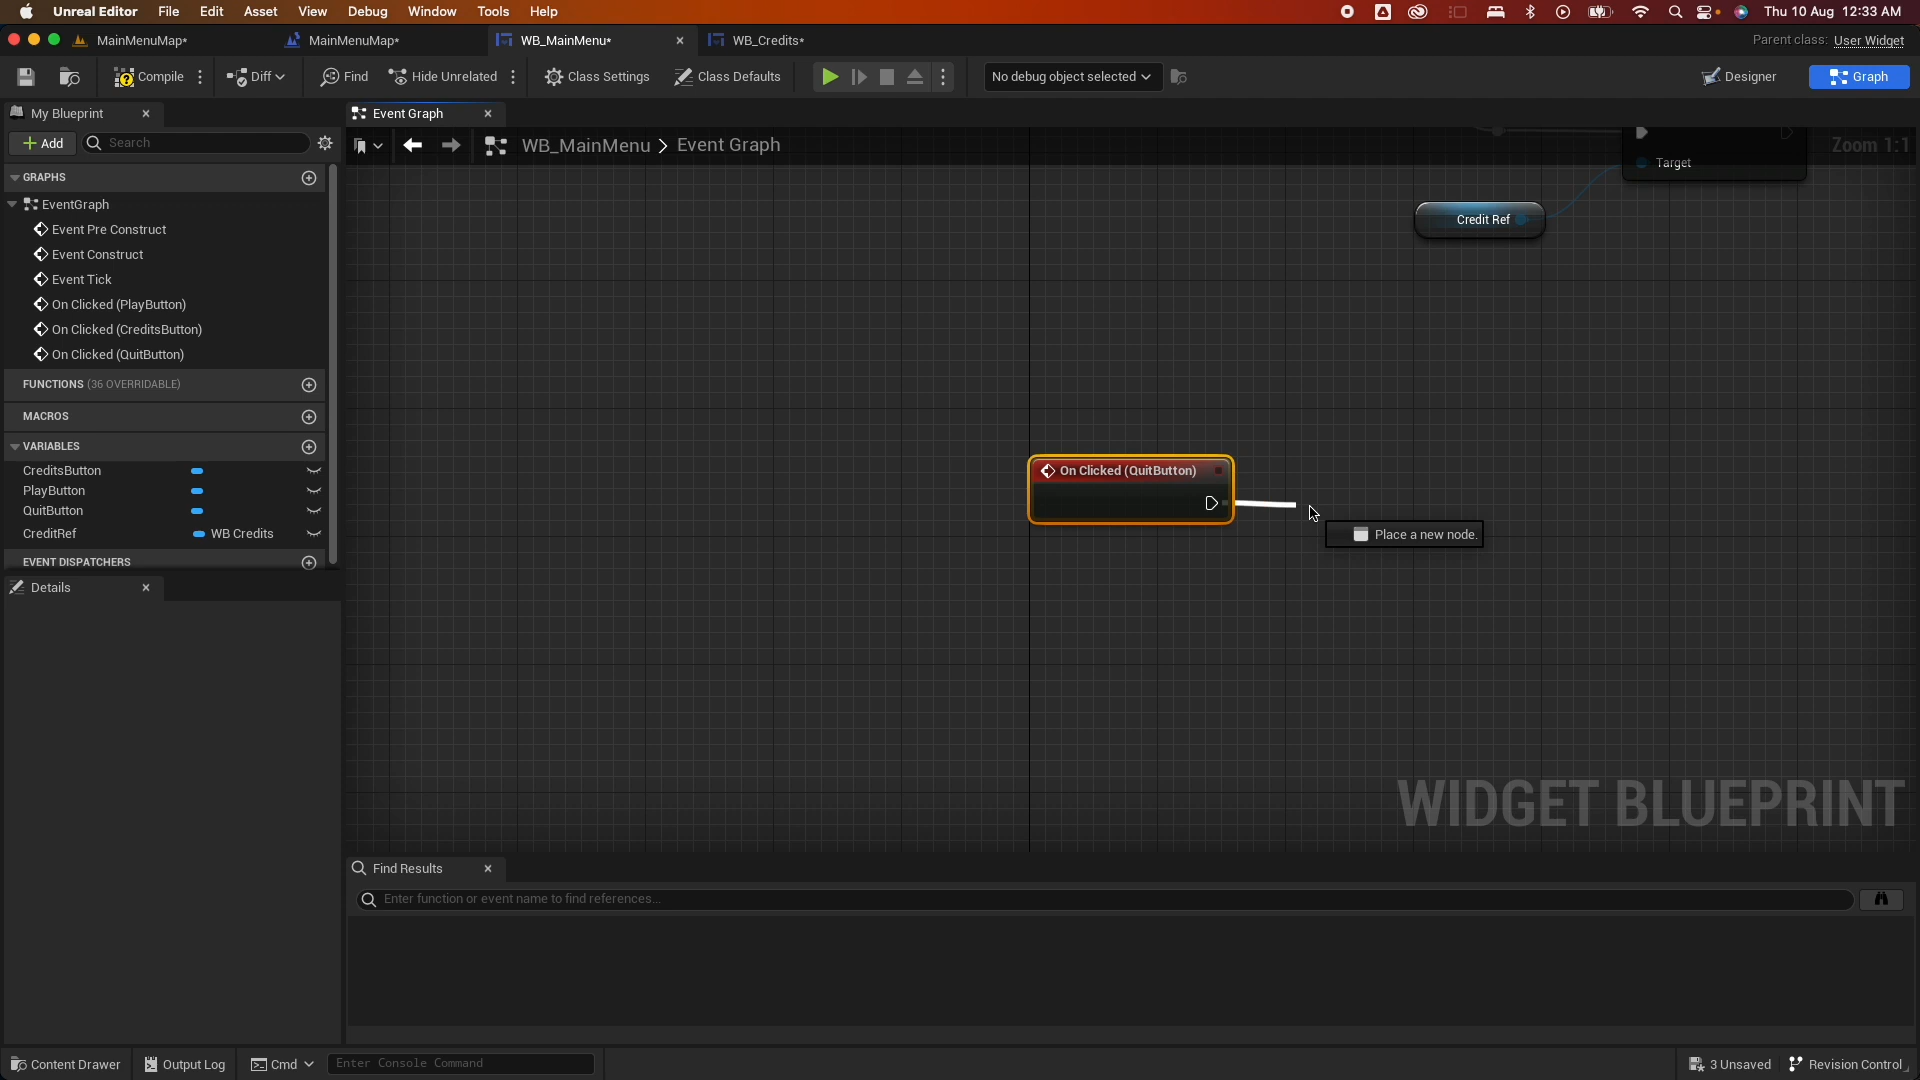 Unreal Editor File Edit Asset View Debug Window Tools Help Thu 10 Aug 12:33 AM
MainMenuMap* MainMenuMap* WB_MainMenu* WB_Credits* Parent class: User Widget
Compile Diff Find Hide Unrelated Class Settings Class Defaults No debug object selected Designer Graph
My Blueprint Event Graph
Add Search WB_MainMenu > Event Graph Zoom 1:1
Target
GRAPHS
EventGraph
Credit Ref
Event Pre Construct
Event Construct
Event Tick
On Clicked (PlayButton)
On Clicked (CreditsButton)
On Clicked (QuitButton)
FUNCTIONS (36 OVERRIDABLE)
MACROS
VARIABLES
CreditsButton
PlayButton
QuitButton
CreditRef WB Credits
EVENT DISPATCHERS
On Clicked (QuitButton)
Place a new node.
Details
WIDGET BLUEPRINT
Find Results
Enter function or event name to find references...
Content Drawer Output Log Cmd Enter Console Command 3 Unsaved Revision Control